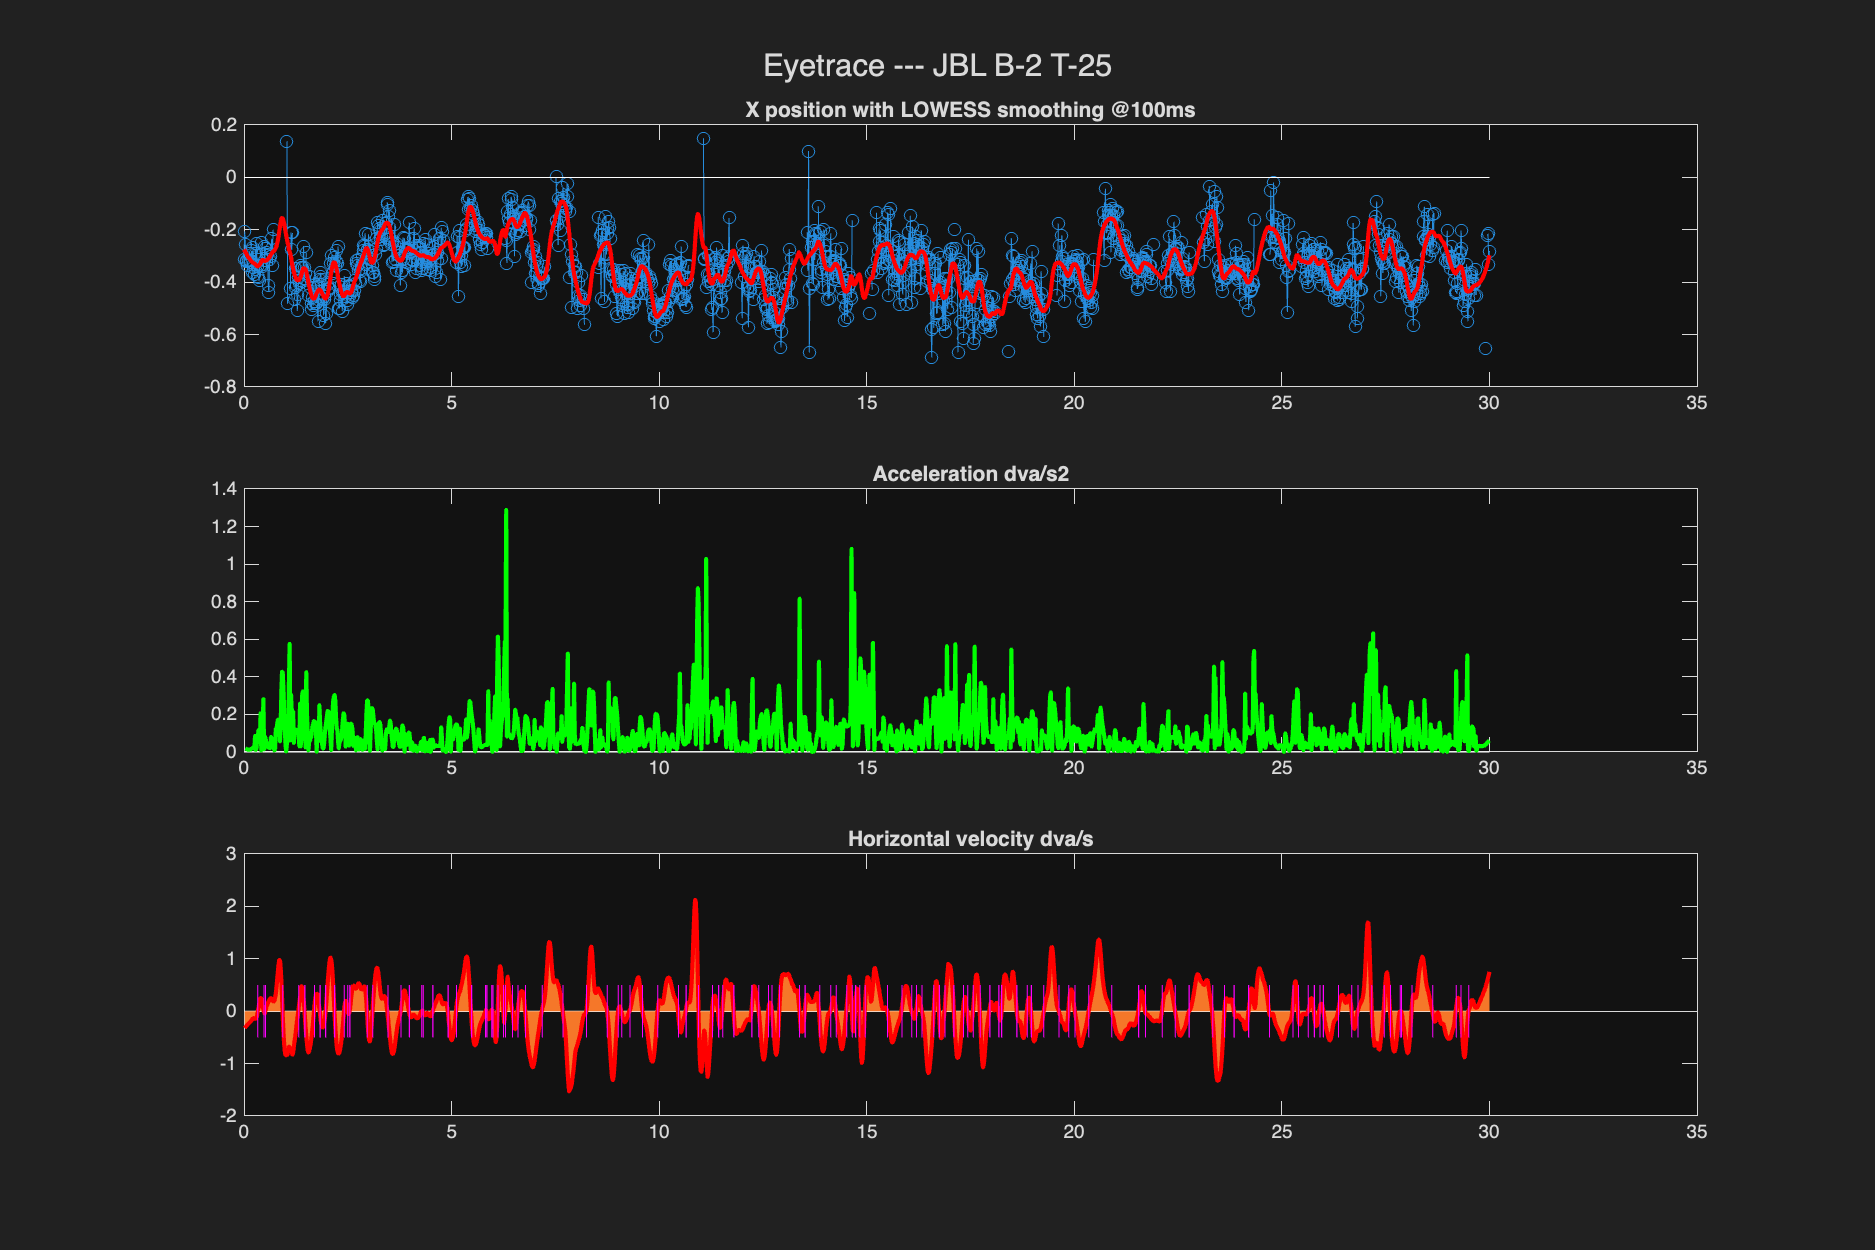 Eyetrace --- JBL B-2 T-25
X position with LOWESS smoothing @100ms
0.2
0
-0.2
-0.4
-0.6
-0.8
0 5 10 15 20 25 30 35
Acceleration dva/s2
1.4
1.2
1
0.8
0.6
0.4
0.2
0
0 5 10 15 20 25 30 35
Horizontal velocity dva/s
3
2
1
0
-1
-2
0 5 10 15 20 25 30 35